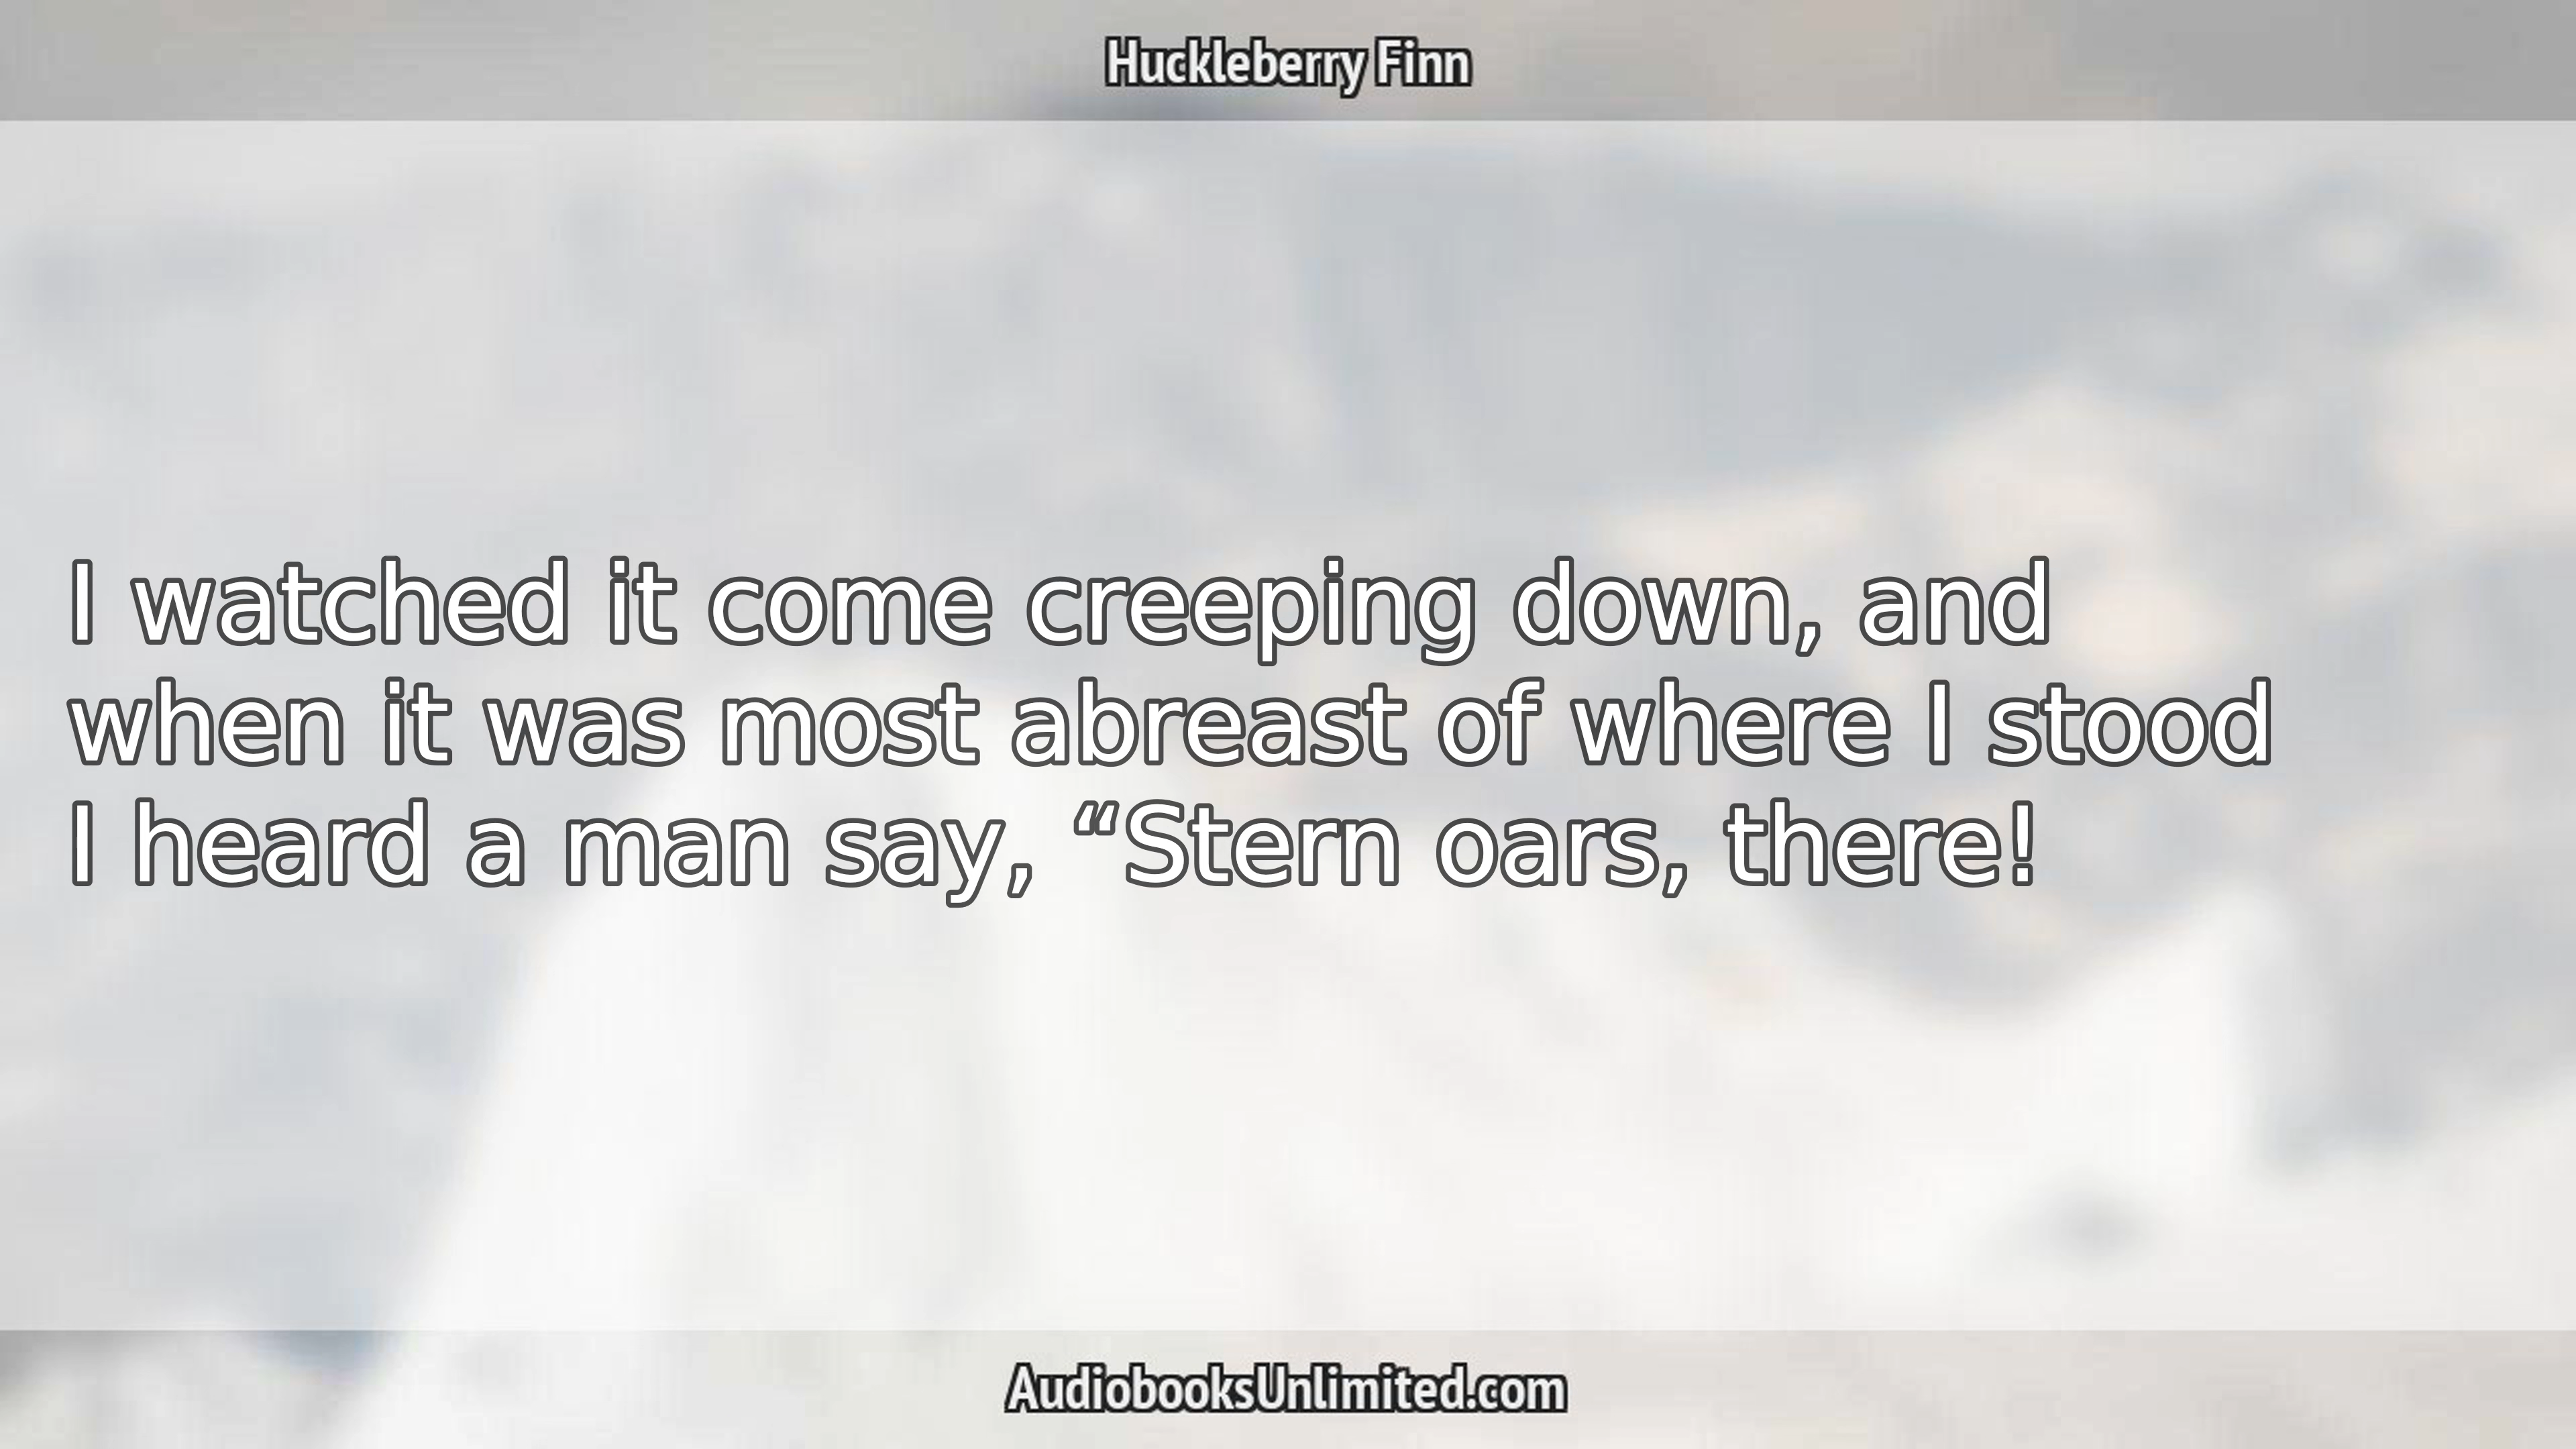 Huckleberry Finn
I watched it come creeping down, and
when it was most abreast of where I stood
I heard a man say, “Stern oars, there!
AudiobooksUnlimited.com